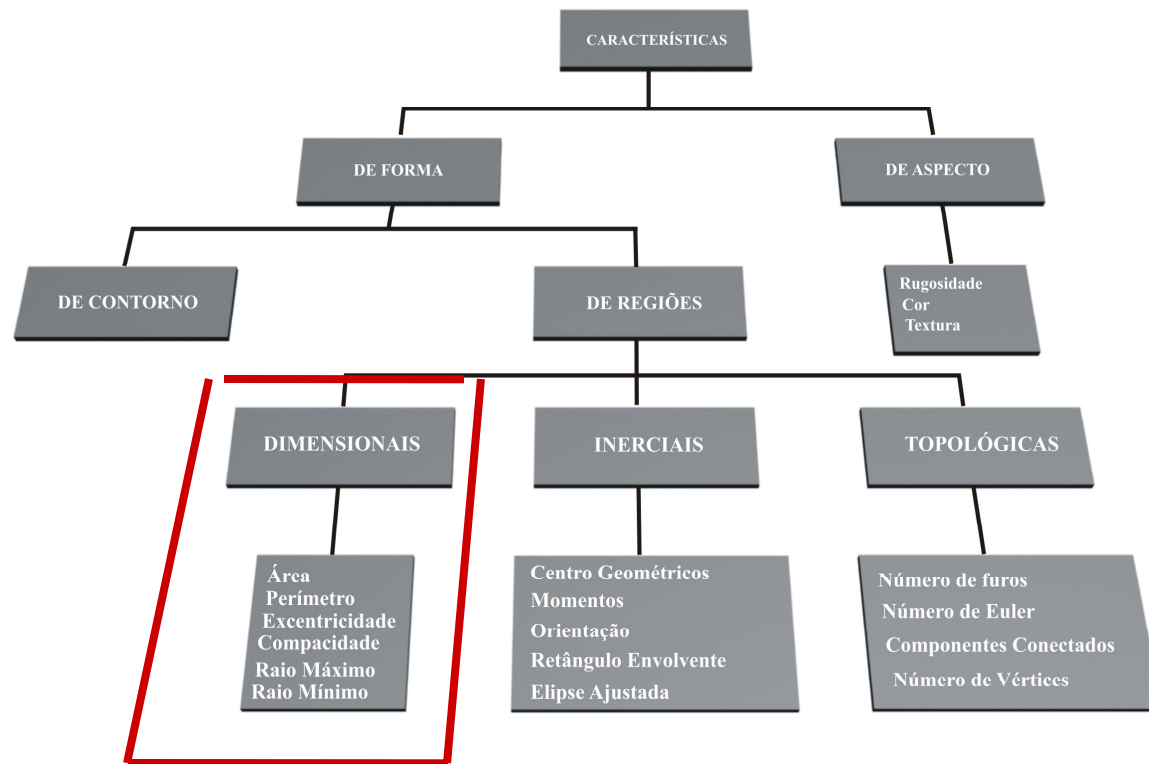 CARACTERÍSTICAS
DE FORMA
DE ASPECTO
DE CONTORNO
DE REGIÕES
Rugosidade
Cor
Textura
DIMENSIONAIS
INERCIAIS
TOPOLÓGICAS
Área
Perímetro
Excentricidade
Compacidade
Raio Máximo
Raio Mínimo
Centro Geométricos
Momentos
Orientação
Retângulo Envolvente
Elipse Ajustada
Número de furos
Número de Euler
Componentes Conectados
Número de Vértices